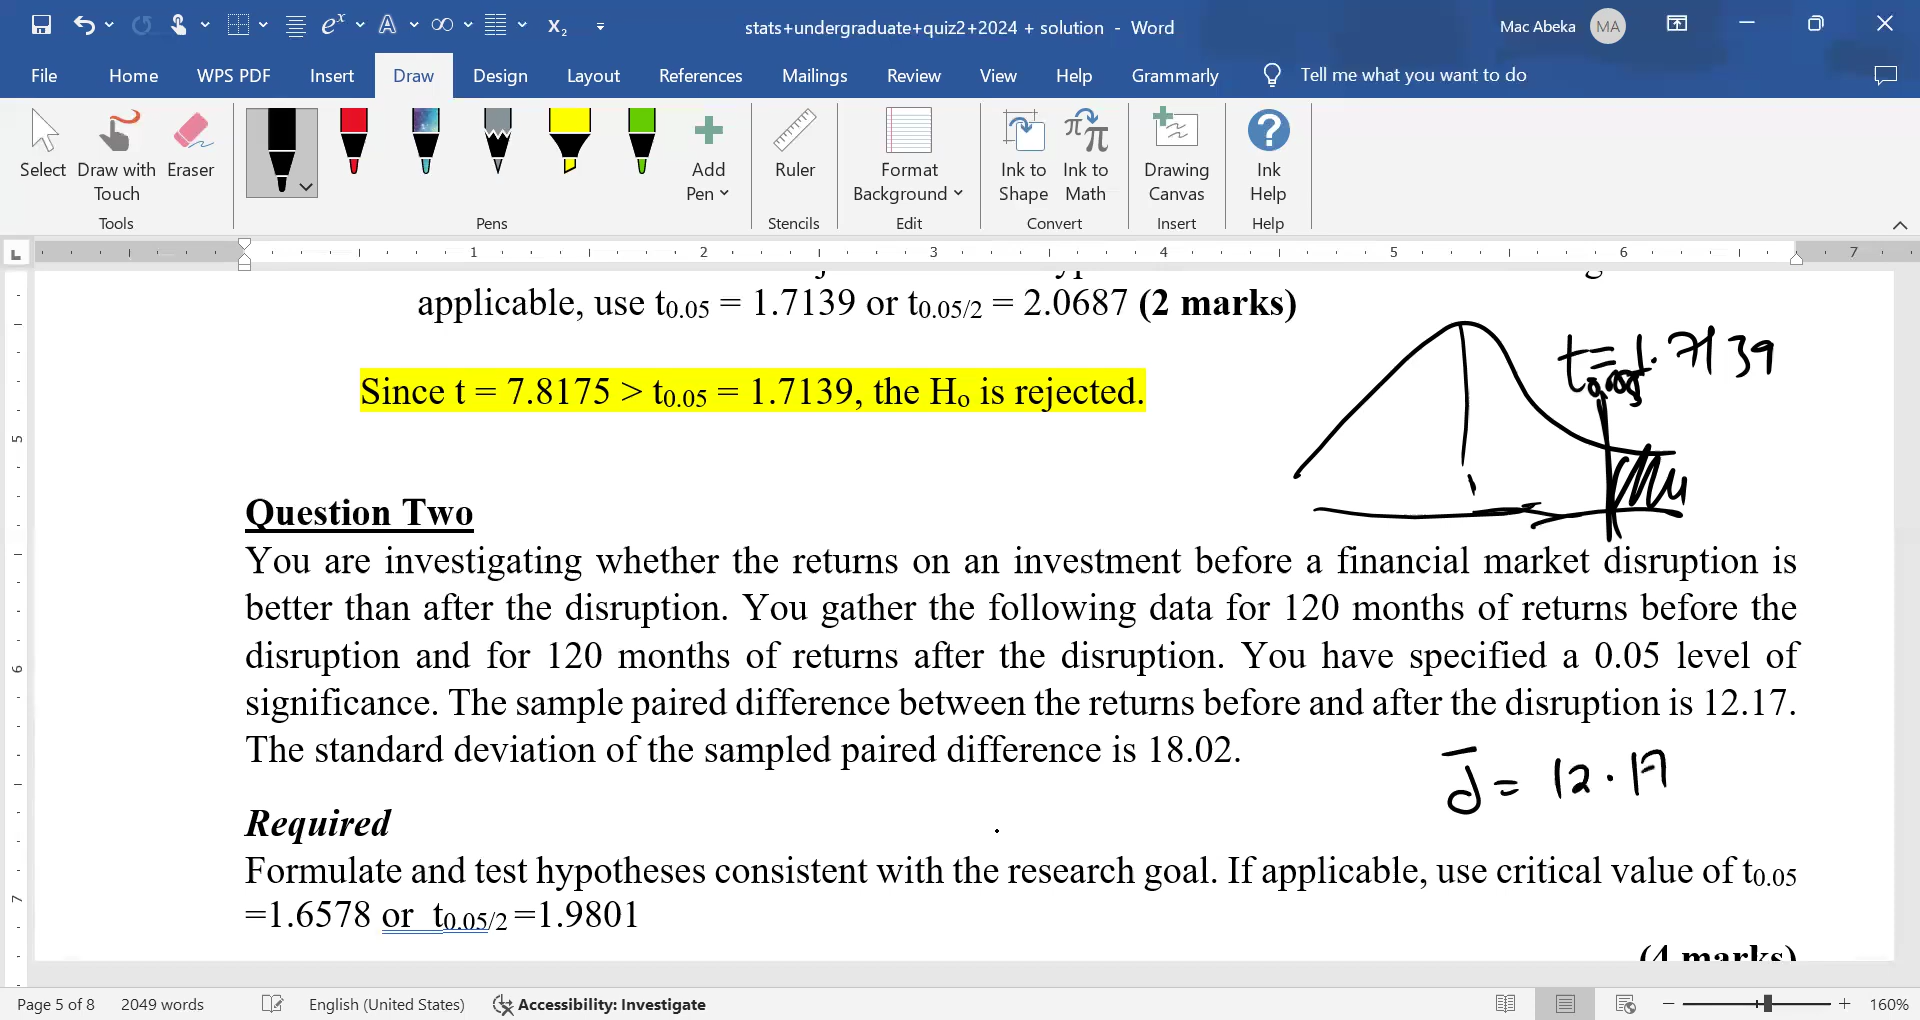 stats+undergraduate+quiz2+2024 + solution - Word
Mac Abeka MA
File Home WPS PDF Insert Draw Design Layout References Mailings Review View Help Grammarly Tell me what you want to do
Select Draw with Touch Eraser
Add Pen
Ruler
Format Background
Ink to Shape Ink to Math
Drawing Canvas
Ink Help
Tools Pens Stencils Edit Convert Insert Help
1 2 3 4 5 6 7
applicable, use t0.05 = 1.7139 or t0.05/2 = 2.0687 (2 marks)
Since t = 7.8175 > t0.05 = 1.7139, the Ho is rejected.
Question Two
You are investigating whether the returns on an investment before a financial market disruption is
better than after the disruption. You gather the following data for 120 months of returns before the
disruption and for 120 months of returns after the disruption. You have specified a 0.05 level of
significance. The sample paired difference between the returns before and after the disruption is 12.17.
The standard deviation of the sampled paired difference is 18.02.
d̄ = 12.17
Required
Formulate and test hypotheses consistent with the research goal. If applicable, use critical value of t0.05
=1.6578 or t0.05/2 =1.9801
(4 marks)
5
6
7
Page 5 of 8 2049 words English (United States) Accessibility: Investigate 160%